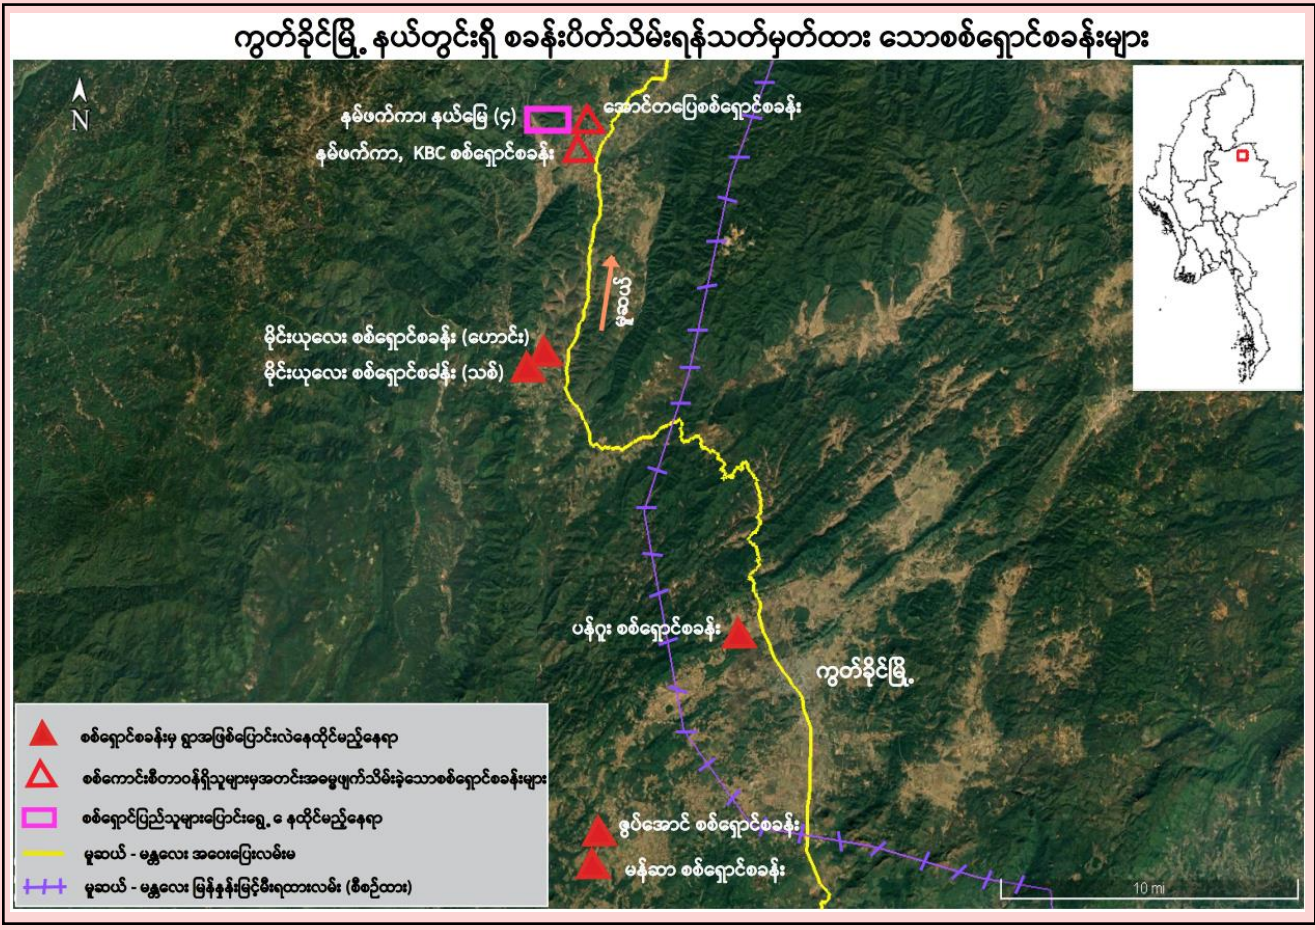 ကွတ်ခိုင်မြို့ နယ်တွင်းရှိ စခန်းပိတ်သိမ်းရန်သတ်မှတ်ထား သောစစ်ရှောင်စခန်းများ
N
နမ်ဖက်ကာ၊ နယ်မြေ (၄)
အောင်တပြေစစ်ရှောင်စခန်း
နမ်ဖက်ကာ, KBC စစ်ရှောင်စခန်း
မူဆယ်
မိုင်းယုလေး စစ်ရှောင်စခန်း (ဟောင်း)
မိုင်းယုလေး စစ်ရှောင်စခန်း (သစ်)
ပန်ဂူး စစ်ရှောင်စခန်း
ကွတ်ခိုင်မြို့
ဇွပ်အောင် စစ်ရှောင်စခန်း
မန်ဆာ စစ်ရှောင်စခန်း
10 mi
စစ်ရှောင်စခန်းမှ ရွာအဖြစ်ပြောင်းလဲနေထိုင်မည့်နေရာ
စစ်ကောင်းစီတာဝန်ရှိသူများမှအတင်းအဓမ္မဖျက်သိမ်းခဲ့သောစစ်ရှောင်စခန်းများ
စစ်ရှောင်ပြည်သူများပြောင်းရွှေ့ နေထိုင်မည့်နေရာ
မူဆယ် - မန္တလေး အဝေးပြေးလမ်းမ
မူဆယ် - မန္တလေး မြန်နှုန်းမြင့်မီးရထားလမ်း (စီစဉ်ထား)